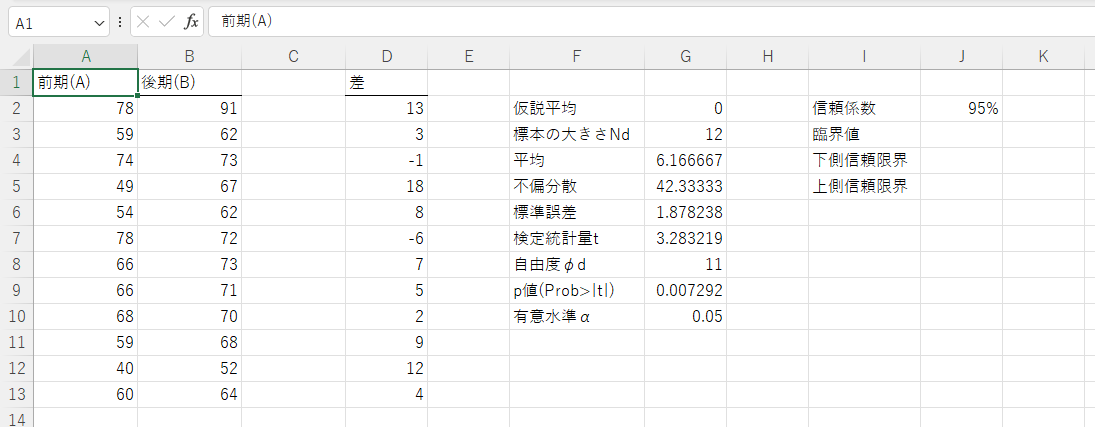 A1 fx 前期(A)
A B C D E F G H I J K
1 前期(A) 後期(B) 差
2 78 91 13 仮説平均 0 信頼係数 95%
3 59 62 3 標本の大きさNd 12 臨界値
4 74 73 -1 平均 6.166667 下側信頼限界
5 49 67 18 不偏分散 42.33333 上側信頼限界
6 54 62 8 標準誤差 1.878238
7 78 72 -6 検定統計量t 3.283219
8 66 73 7 自由度φd 11
9 66 71 5 p値(Prob>|t|) 0.007292
10 68 70 2 有意水準α 0.05
11 59 68 9
12 40 52 12
13 60 64 4
14